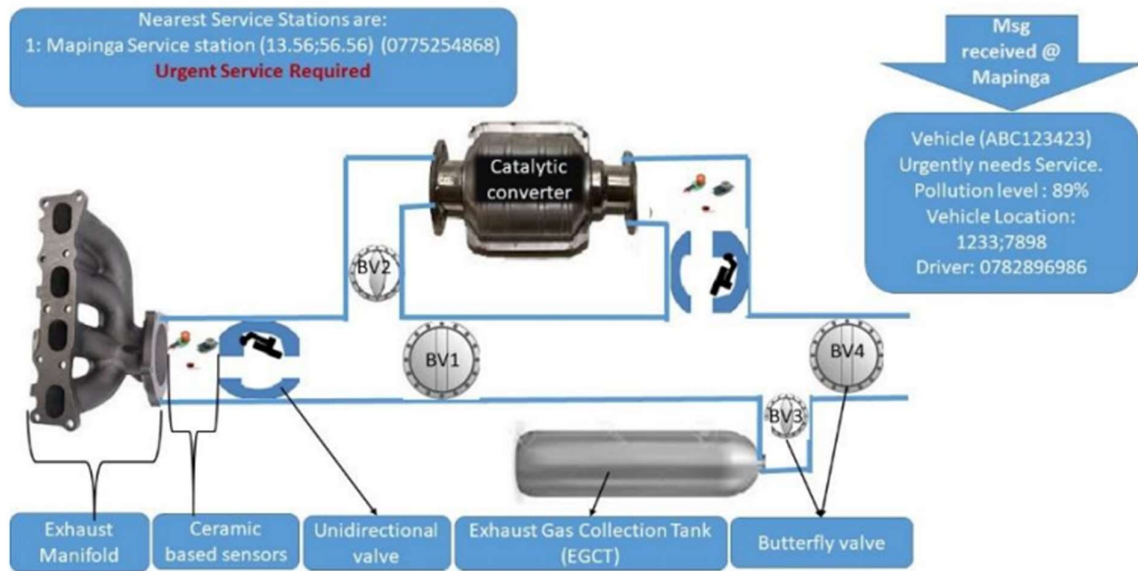 Nearest Service Stations are:
1: Mapinga Service station (13.56;56.56) (0775254868)
Urgent Service Required
Msg
received @
Mapinga
Vehicle (ABC123423)
Urgently needs Service.
Pollution level : 89%
Vehicle Location:
1233;7898
Driver: 0782896986
Catalytic
converter
BV2
BV1
BV4
BV3
Exhaust
Manifold
Ceramic
based sensors
Unidirectional
valve
Exhaust Gas Collection Tank
(EGCT)
Butterfly valve